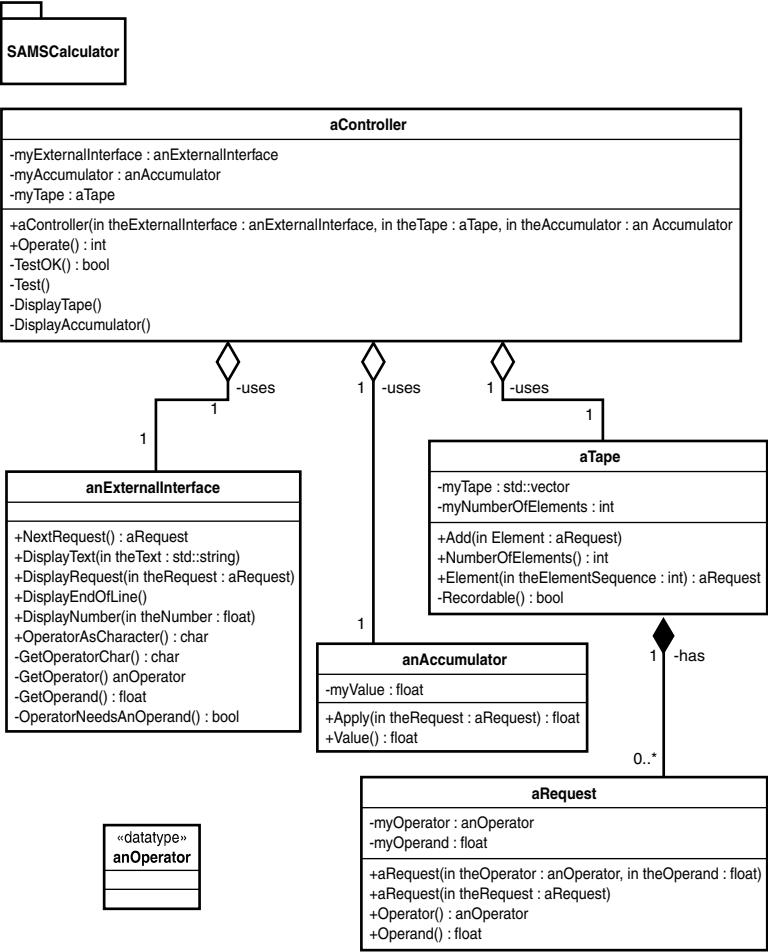 SAMSCalculator
aController
-myExternalInterface : anExternalInterface
-myAccumulator : anAccumulator
-myTape : aTape
+aController(in theExternalInterface : anExternalInterface, in theTape : aTape, in theAccumulator : an Accumulator
+Operate() : int
-TestOK() : bool
-Test()
-DisplayTape()
-DisplayAccumulator()
-uses
1
1
1
-uses
1
1
-uses
1
anExternalInterface
+NextRequest() : aRequest
+DisplayText(in theText : std::string)
+DisplayRequest(in theRequest : aRequest)
+DisplayEndOfLine()
+DisplayNumber(in theNumber : float)
+OperatorAsCharacter() : char
-GetOperatorChar() : char
-GetOperator() anOperator
-GetOperand() : float
-OperatorNeedsAnOperand() : bool
aTape
-myTape : std::vector
-myNumberOfElements : int
+Add(in Element : aRequest)
+NumberOfElements() : int
+Element(in theElementSequence : int) : aRequest
-Recordable() : bool
anAccumulator
-myValue : float
+Apply(in theRequest : aRequest) : float
+Value() : float
1
-has
0..*
aRequest
-myOperator : anOperator
-myOperand : float
+aRequest(in theOperator : anOperator, in theOperand : float)
+aRequest(in theRequest : aRequest)
+Operator() : anOperator
+Operand() : float
«datatype»
anOperator